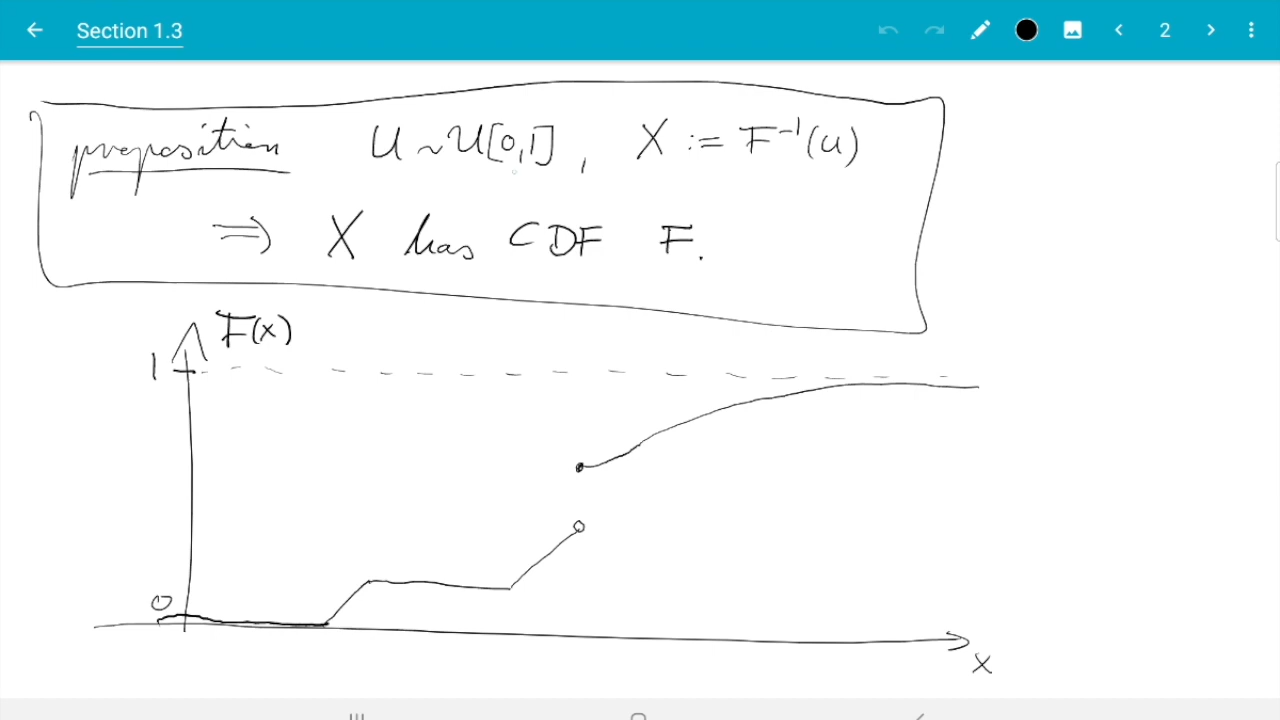 Section 1.3
2
proposition U ~ U[0,1], X := F⁻¹(U)
⇒ X has CDF F.
F(x)
1
0
x